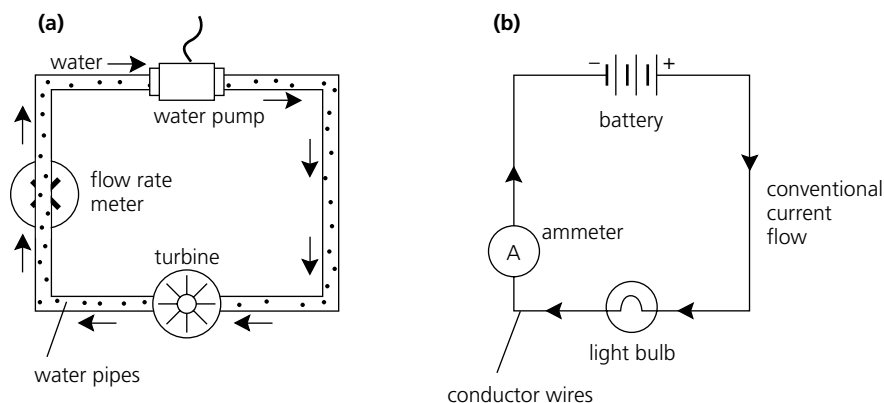 (a)
water
water pump
flow rate
meter
turbine
water pipes
(b)
− +
battery
conventional
current
flow
ammeter
A
light bulb
conductor wires